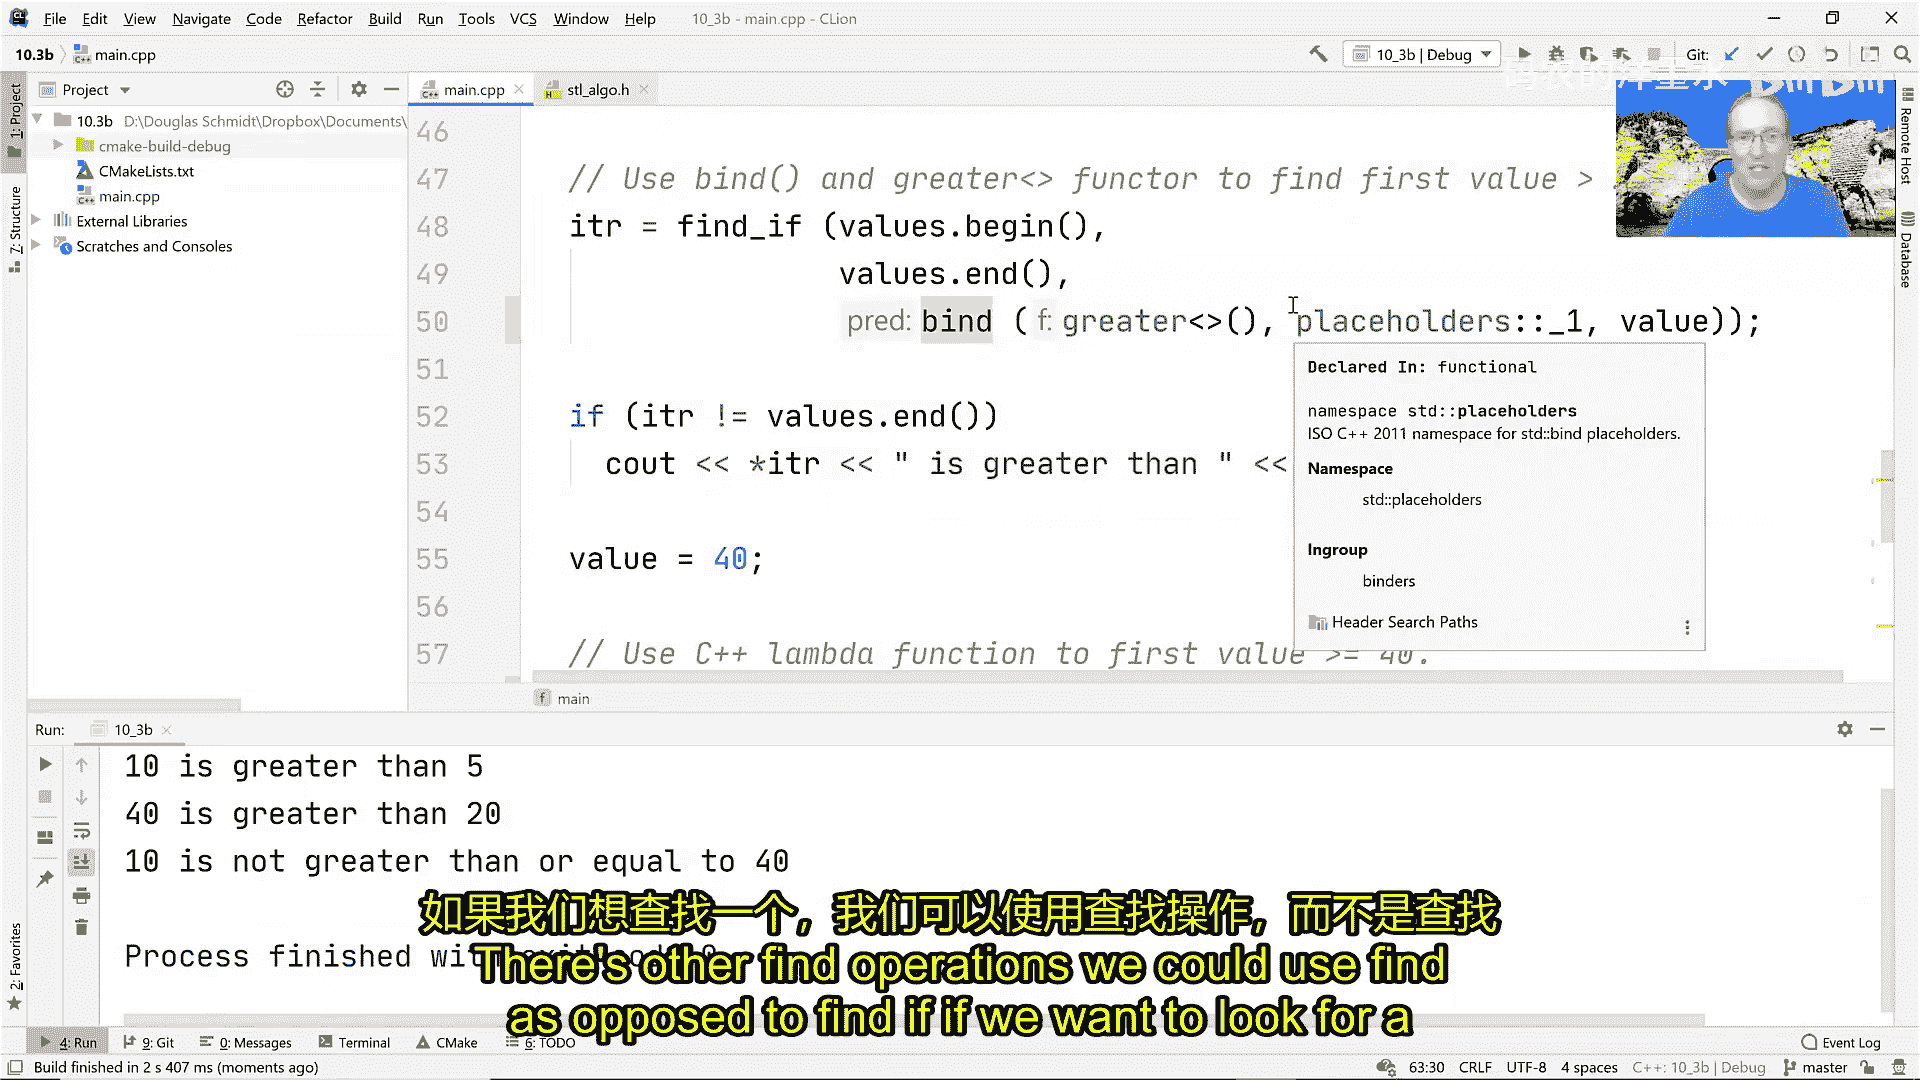 File Edit View Navigate Code Refactor Build Run Tools VCS Window Help 10_3b - main.cpp - CLion
10.3b main.cpp 10_3b | Debug Git:
Project main.cpp stl_algo.h
1: Project
7: Structure
2: Favorites
Remote Host
Database
10.3b D:\Douglas Schmidt\Dropbox\Documents\
cmake-build-debug
CMakeLists.txt
main.cpp
External Libraries
Scratches and Consoles
46
47 // Use bind() and greater<> functor to find first value >
48 itr = find_if (values.begin(),
49 values.end(),
50 pred: bind ( f: greater<>(), placeholders::_1, value));
51
52 if (itr != values.end())
53 cout << *itr << " is greater than " <<
54
55 value = 40;
56
57 // Use C++ lambda function to first value >= 40.
Declared In: functional
namespace std::placeholders
ISO C++ 2011 namespace for std::bind placeholders.
Namespace
std::placeholders
Ingroup
binders
Header Search Paths
f main
Run: 10_3b
10 is greater than 5
40 is greater than 20
10 is not greater than or equal to 40
如果我们想查找一个，我们可以使用查找操作，而不是查找
Process finished
There's other find operations we could use find
as opposed to find if if we want to look for a
4: Run 9: Git 0: Messages Terminal CMake 6: TODO Event Log
Build finished in 2 s 407 ms (moments ago) 63:30 CRLF UTF-8 4 spaces C++: 10_3b | Debug master